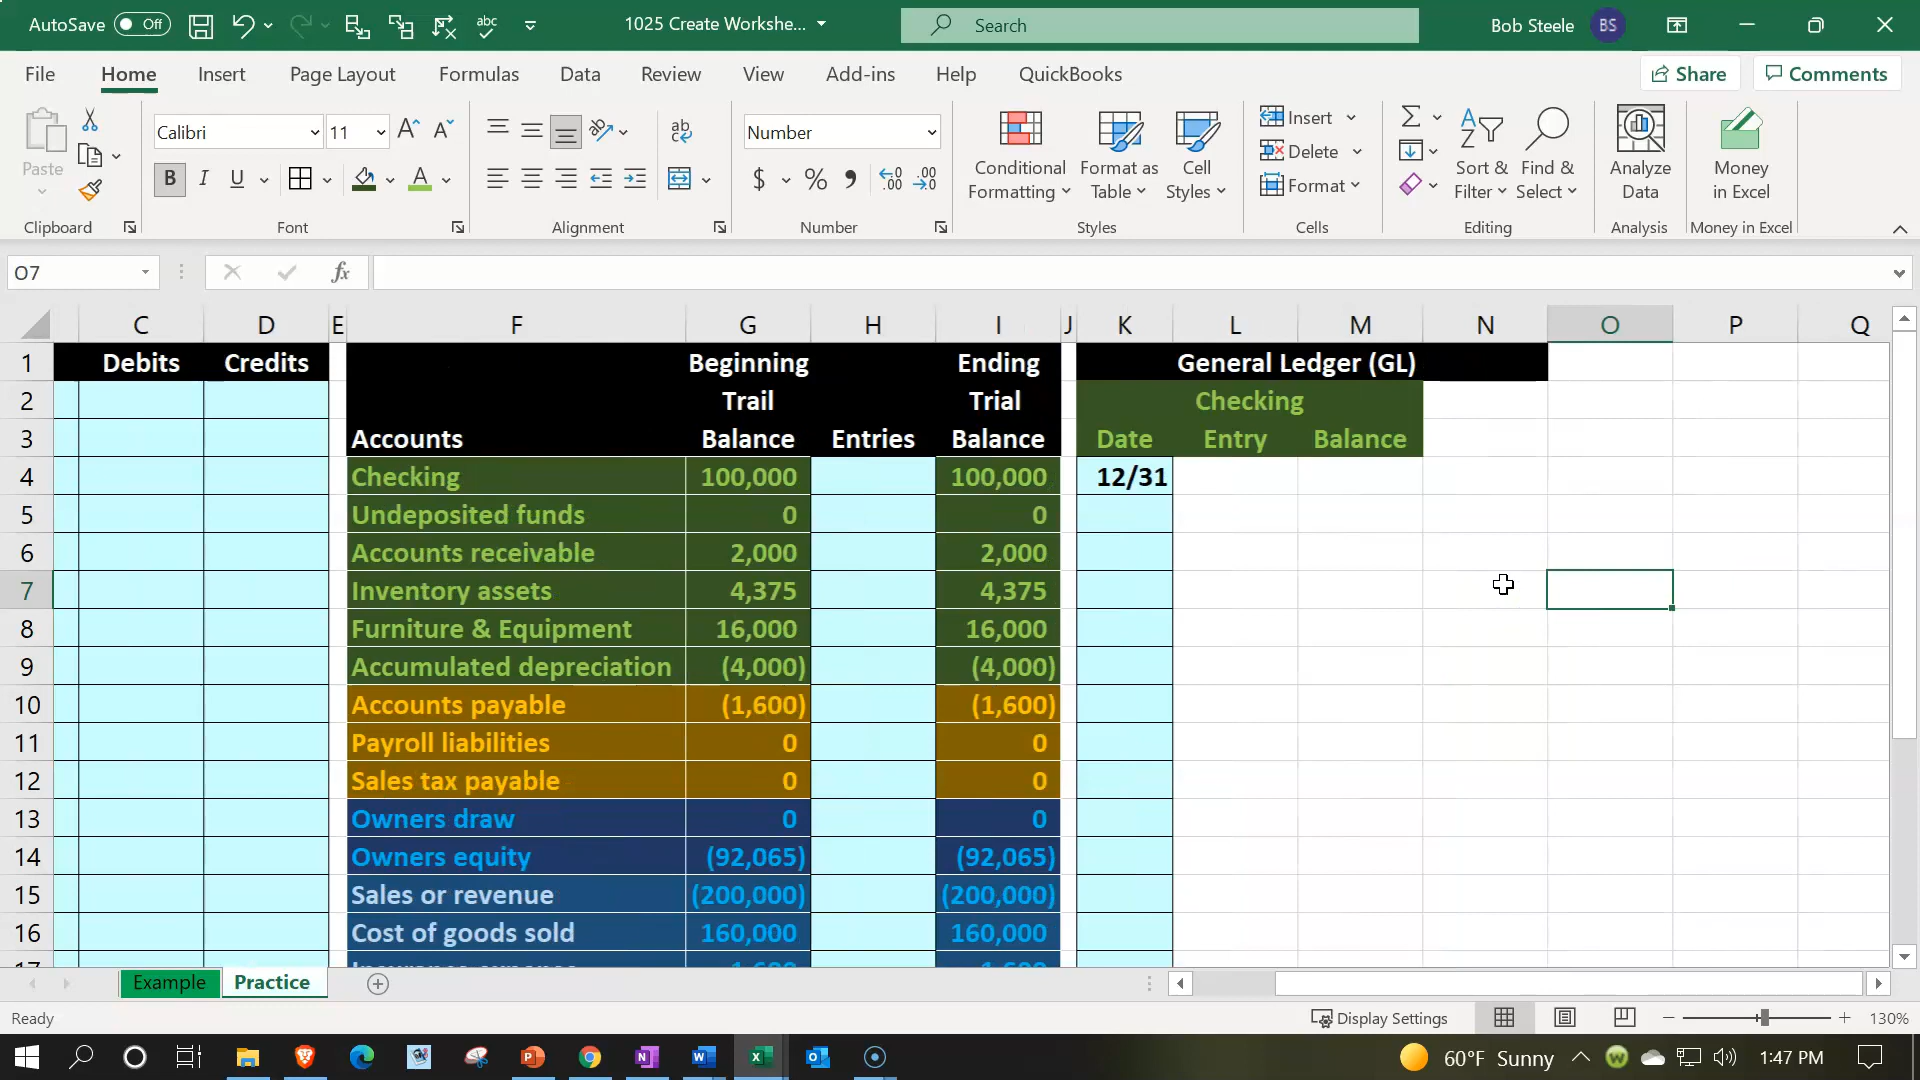 AutoSave Off 1025 Create Workshe... Search Bob Steele BS
File Home Insert Page Layout Formulas Data Review View Add-ins Help QuickBooks Share Comments
Paste Calibri 11 Number Conditional Formatting Format as Table Cell Styles Insert Delete Format Sort & Filter Find & Select Analyze Data Money in Excel
Clipboard Font Alignment Number Styles Cells Editing Analysis Money in Excel
O7 fx
C D E F G H I J K L M N O P Q
1 Debits Credits Beginning Ending General Ledger (GL)
2 Trail Trial Checking
3 Accounts Balance Entries Balance Date Entry Balance
4 Checking 100,000 100,000 12/31
5 Undeposited funds 0 0
6 Accounts receivable 2,000 2,000
7 Inventory assets 4,375 4,375
8 Furniture & Equipment 16,000 16,000
9 Accumulated depreciation (4,000) (4,000)
10 Accounts payable (1,600) (1,600)
11 Payroll liabilities 0 0
12 Sales tax payable 0 0
13 Owners draw 0 0
14 Owners equity (92,065) (92,065)
15 Sales or revenue (200,000) (200,000)
16 Cost of goods sold 160,000 160,000
Example Practice
Ready Display Settings 130%
60°F Sunny 1:47 PM